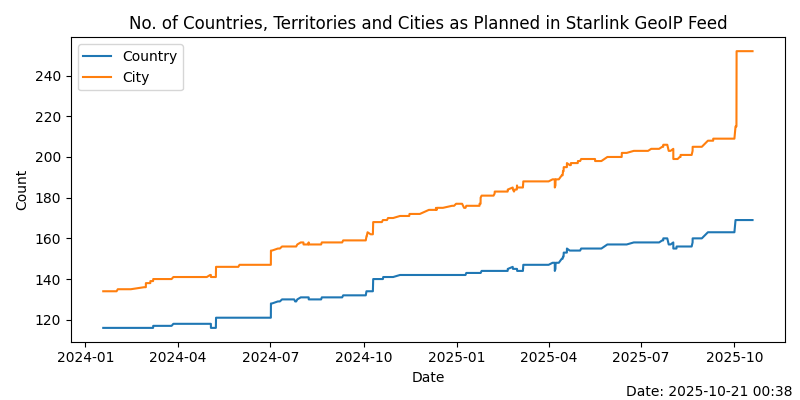 No. of Countries, Territories and Cities as Planned in Starlink GeoIP Feed
Country
City
240
220
200
180
160
140
120
Count
2024-01 2024-04 2024-07 2024-10 2025-01 2025-04 2025-07 2025-10
Date
Date: 2025-10-21 00:38